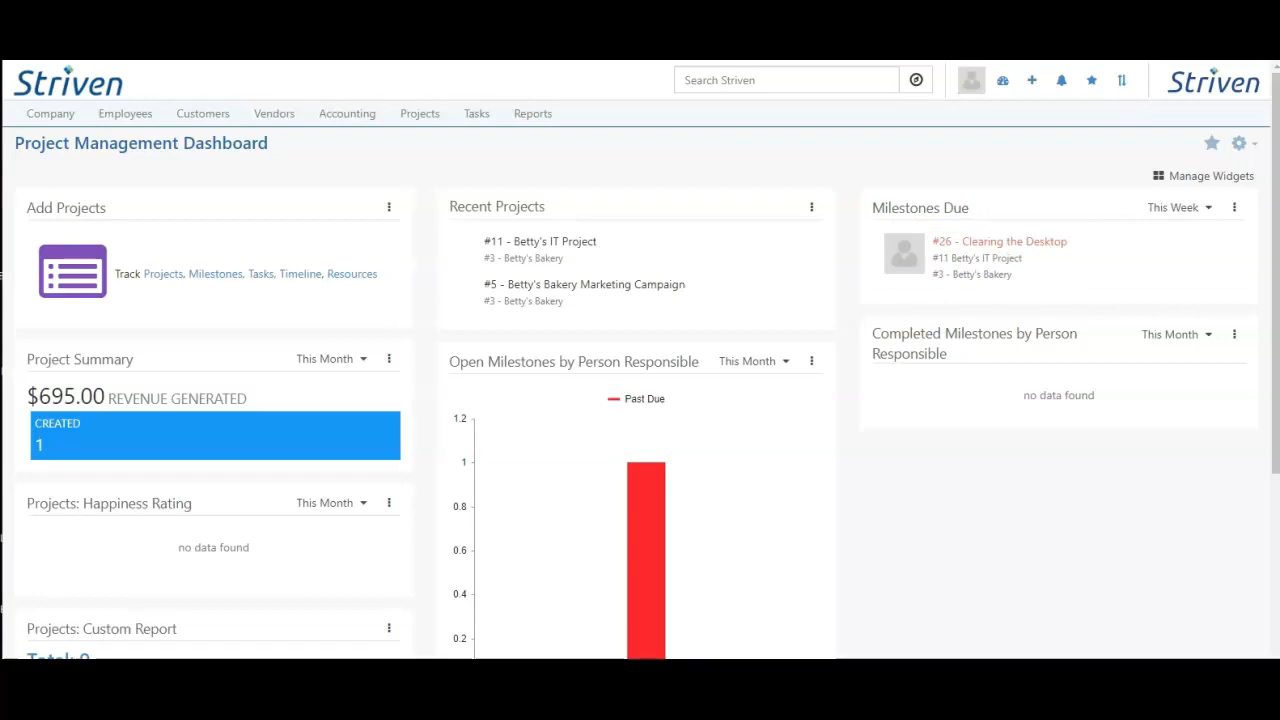 Striven
Search Striven
Striven
Company Employees Customers Vendors Accounting Projects Tasks Reports
Project Management Dashboard
Manage Widgets
Add Projects
Track Projects, Milestones, Tasks, Timeline, Resources
Project Summary This Month
$695.00 REVENUE GENERATED
CREATED
1
Projects: Happiness Rating This Month
no data found
Projects: Custom Report
Total: 0
Recent Projects
#11 - Betty's IT Project
#3 - Betty's Bakery
#5 - Betty's Bakery Marketing Campaign
#3 - Betty's Bakery
Open Milestones by Person Responsible This Month
Past Due
1.2
1
0.8
0.6
0.4
0.2
Milestones Due This Week
#26 - Clearing the Desktop
#11 Betty's IT Project
#3 - Betty's Bakery
Completed Milestones by Person Responsible This Month
no data found